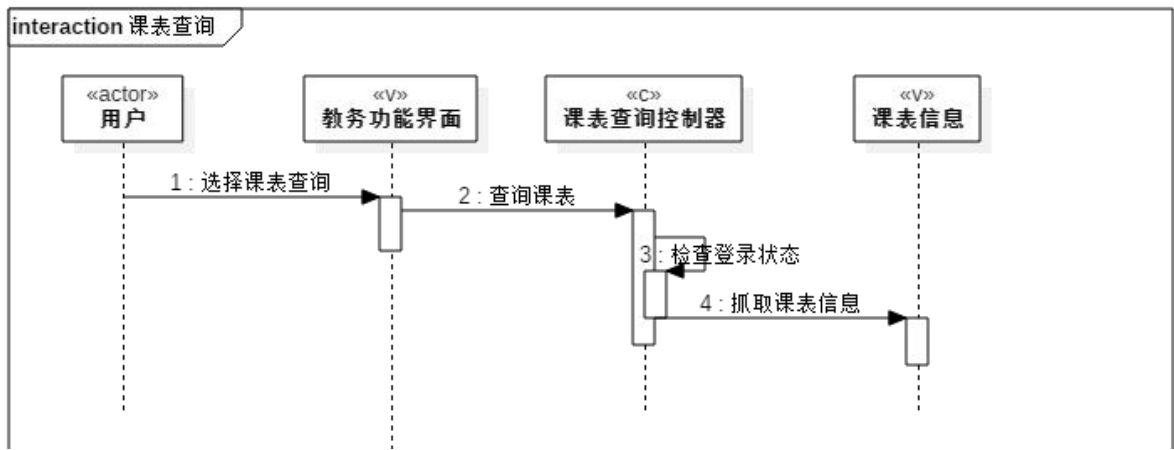 interaction 课表查询
«actor»
用户
«v»
教务功能界面
«c»
课表查询控制器
«v»
课表信息
1 : 选择课表查询
2 : 查询课表
3 : 检查登录状态
4 : 抓取课表信息